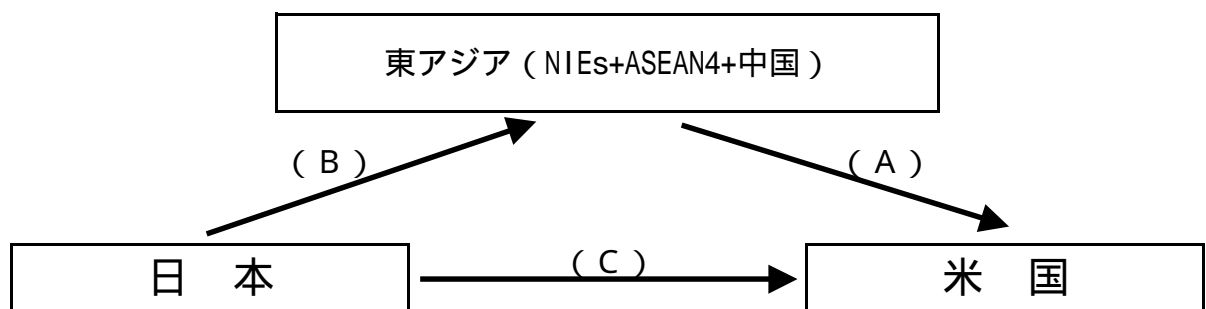 東アジア（NIEs+ASEAN4+中国）
（B）
（A）
（C）
日　本
米　国